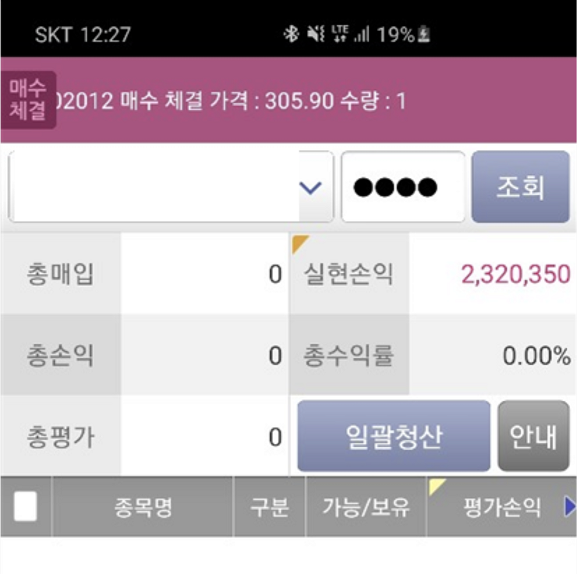 SKT 12:27 LTE 19%
매수
체결
02012 매수 체결 가격 : 305.90 수량 : 1
●●●● 조회
총매입 0 실현손익 2,320,350
총손익 0 총수익률 0.00%
총평가 0 일괄청산 안내
종목명 구분 가능/보유 평가손익